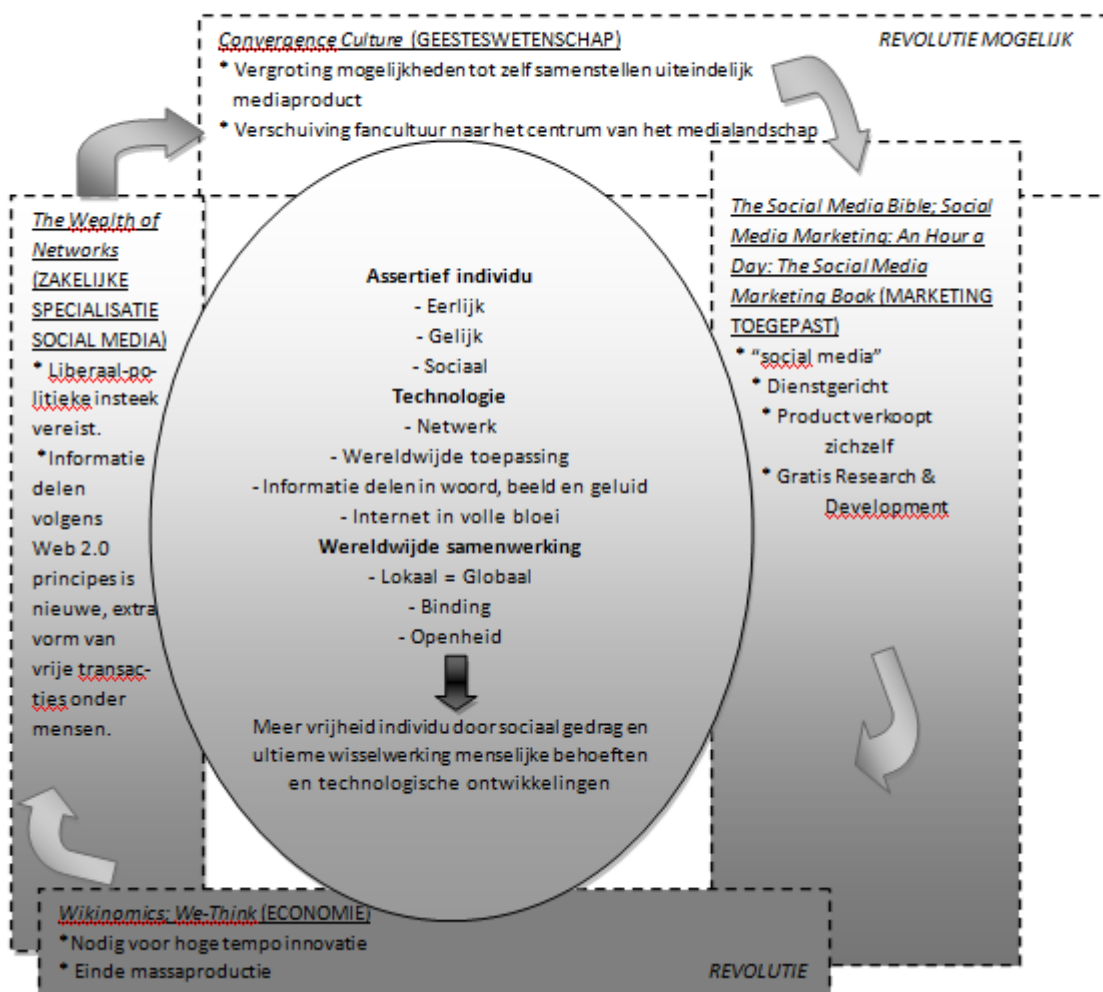 Convergence Culture (GEESTESWETENSCHAP)
REVOLUTIE MOGELIJK
* Vergroting mogelijkheden tot zelf samenstellen uiteindelijk
mediaproduct
* Verschuiving fancultuur naar het centrum van het medialandschap
The Wealth of
Networks
(ZAKELIJKE
SPECIALISATIE
SOCIAL MEDIA)
* Liberaal-po-
litieke insteek
vereist.
*Informatie
delen
volgens
Web 2.0
principes is
nieuwe, extra
vorm van
vrije transac-
ties onder
mensen.
Assertief individu
- Eerlijk
- Gelijk
- Sociaal
Technologie
- Netwerk
- Wereldwijde toepassing
- Informatie delen in woord, beeld en geluid
- Internet in volle bloei
Wereldwijde samenwerking
- Lokaal = Globaal
- Binding
- Openheid
Meer vrijheid individu door sociaal gedrag en
ultieme wisselwerking menselijke behoeften
en technologische ontwikkelingen
The Social Media Bible; Social
Media Marketing: An Hour a
Day: The Social Media
Marketing Book (MARKETING
TOEGEPAST)
* "social media"
* Dienstgericht
* Product verkoopt
zichzelf
* Gratis Research &
Development
Wikinomics; We-Think (ECONOMIE)
*Nodig voor hoge tempo innovatie
* Einde massaproductie
REVOLUTIE